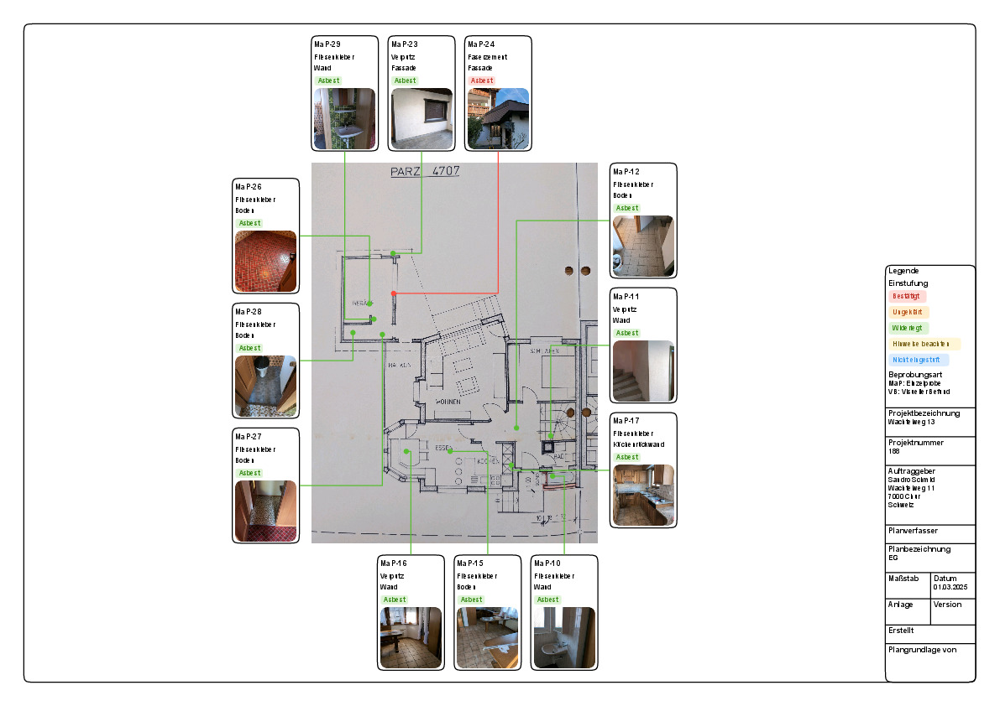 MaP-29
Fliesenkleber
Wand
Asbest
MaP-23
Verputz
Fassade
Asbest
MaP-24
Faserzement
Fassade
Asbest
MaP-26
Fliesenkleber
Boden
Asbest
MaP-28
Fliesenkleber
Boden
Asbest
MaP-27
Fliesenkleber
Boden
Asbest
PARZ 4707
BALKON
WOHNEN
SCHLAFEN
ESSEN
KOCHEN
BAD
MaP-12
Fliesenkleber
Boden
Asbest
MaP-11
Verputz
Wand
Asbest
MaP-17
Fliesenkleber
Küchenrückwand
Asbest
MaP-16
Verputz
Wand
Asbest
MaP-15
Fliesenkleber
Boden
Asbest
MaP-10
Fliesenkleber
Wand
Asbest
Legende
Einstufung
Bestätigt
Ungeklärt
Widerlegt
Hinweise beachten
Nicht eingestuft
Beprobungsart
MaP: Einzelprobe
VB: Visueller Befund
Projektbezeichnung
Wachtelweg 13
Projektnummer
188
Auftraggeber
Sandro Schmid
Wachtelweg 11
7000 Chur
Schweiz
Planverfasser
Planbezeichnung
EG
Maßstab
Datum
01.03.2025
Anlage
Version
Erstellt
Plangrundlage von